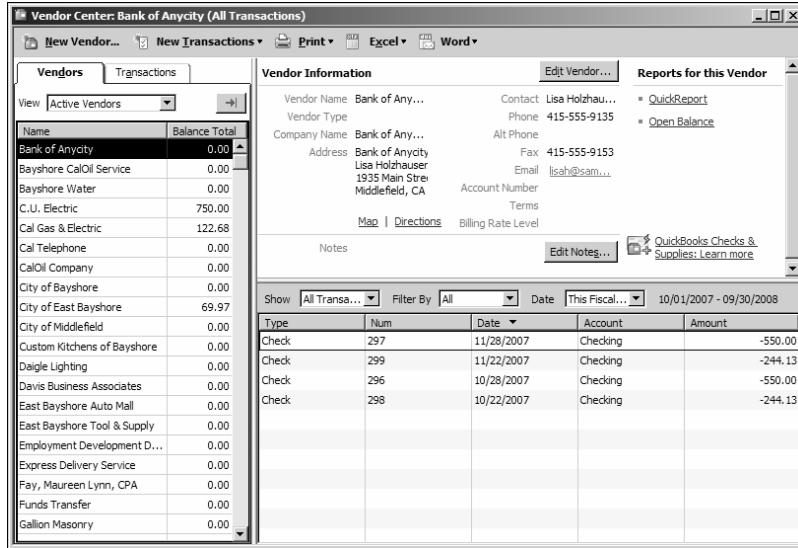 Vendor Center: Bank of Anycity (All Transactions)
New Vendor... New Transactions Print Excel Word
Vendors Transactions
View Active Vendors
Name Balance Total
Bank of Anycity 0.00
Bayshore CalOil Service 0.00
Bayshore Water 0.00
C.U. Electric 750.00
Cal Gas & Electric 122.68
Cal Telephone 0.00
CalOil Company 0.00
City of Bayshore 0.00
City of East Bayshore 69.97
City of Middlefield 0.00
Custom Kitchens of Bayshore 0.00
Daigle Lighting 0.00
Davis Business Associates 0.00
East Bayshore Auto Mall 0.00
East Bayshore Tool & Supply 0.00
Employment Development D... 0.00
Express Delivery Service 0.00
Fay, Maureen Lynn, CPA 0.00
Funds Transfer 0.00
Gallion Masonry 0.00
Vendor Information Edit Vendor...
Vendor Name Bank of Any...
Vendor Type
Company Name Bank of Any...
Address Bank of Anycity
Lisa Holzhauser
1935 Main Stre
Middlefield, CA
Map | Directions
Notes
Contact Lisa Holzhau...
Phone 415-555-9135
Alt Phone
Fax 415-555-9153
Email lisah@sam...
Account Number
Terms
Billing Rate Level
Edit Notes...
Reports for this Vendor
QuickReport
Open Balance
QuickBooks Checks &
Supplies: Learn more
Show All Transa... Filter By All Date This Fiscal... 10/01/2007 - 09/30/2008
Type Num Date Account Amount
Check 297 11/28/2007 Checking -550.00
Check 299 11/22/2007 Checking -244.13
Check 296 10/28/2007 Checking -550.00
Check 298 10/22/2007 Checking -244.13